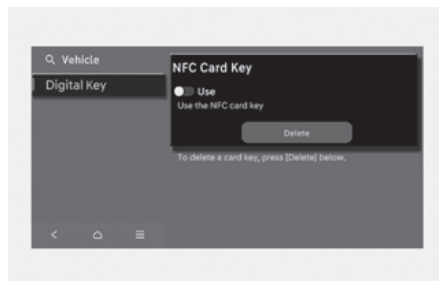 Vehicle
Digital Key
NFC Card Key
Use
Use the NFC card key
Delete
To delete a card key, press [Delete] below.